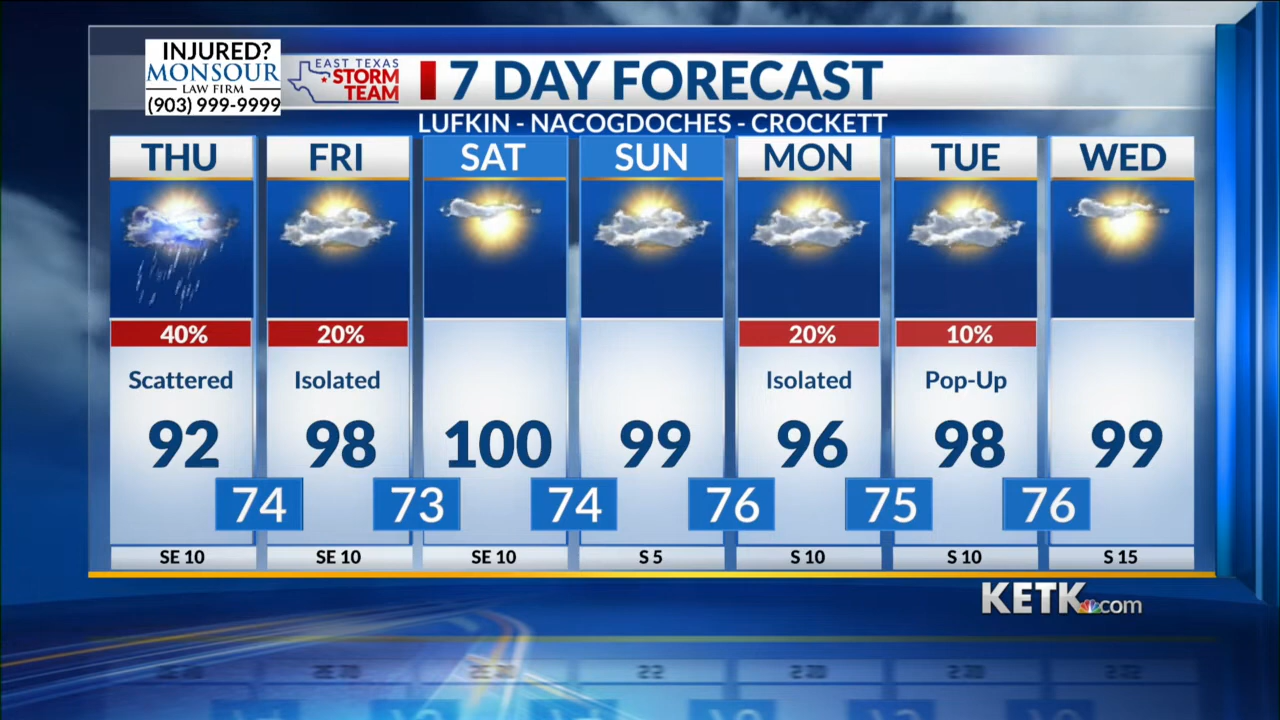 INJURED?
MONSOUR
LAW FIRM
(903) 999-9999
EAST TEXAS
STORM
TEAM
7 DAY FORECAST
LUFKIN - NACOGDOCHES - CROCKETT
THU FRI SAT SUN MON TUE WED
40% 20% 20% 10%
Scattered Isolated Isolated Pop-Up
92 98 100 99 96 98 99
74 73 74 76 75 76
SE 10 SE 10 SE 10 S 5 S 10 S 10 S 15
KETK.com